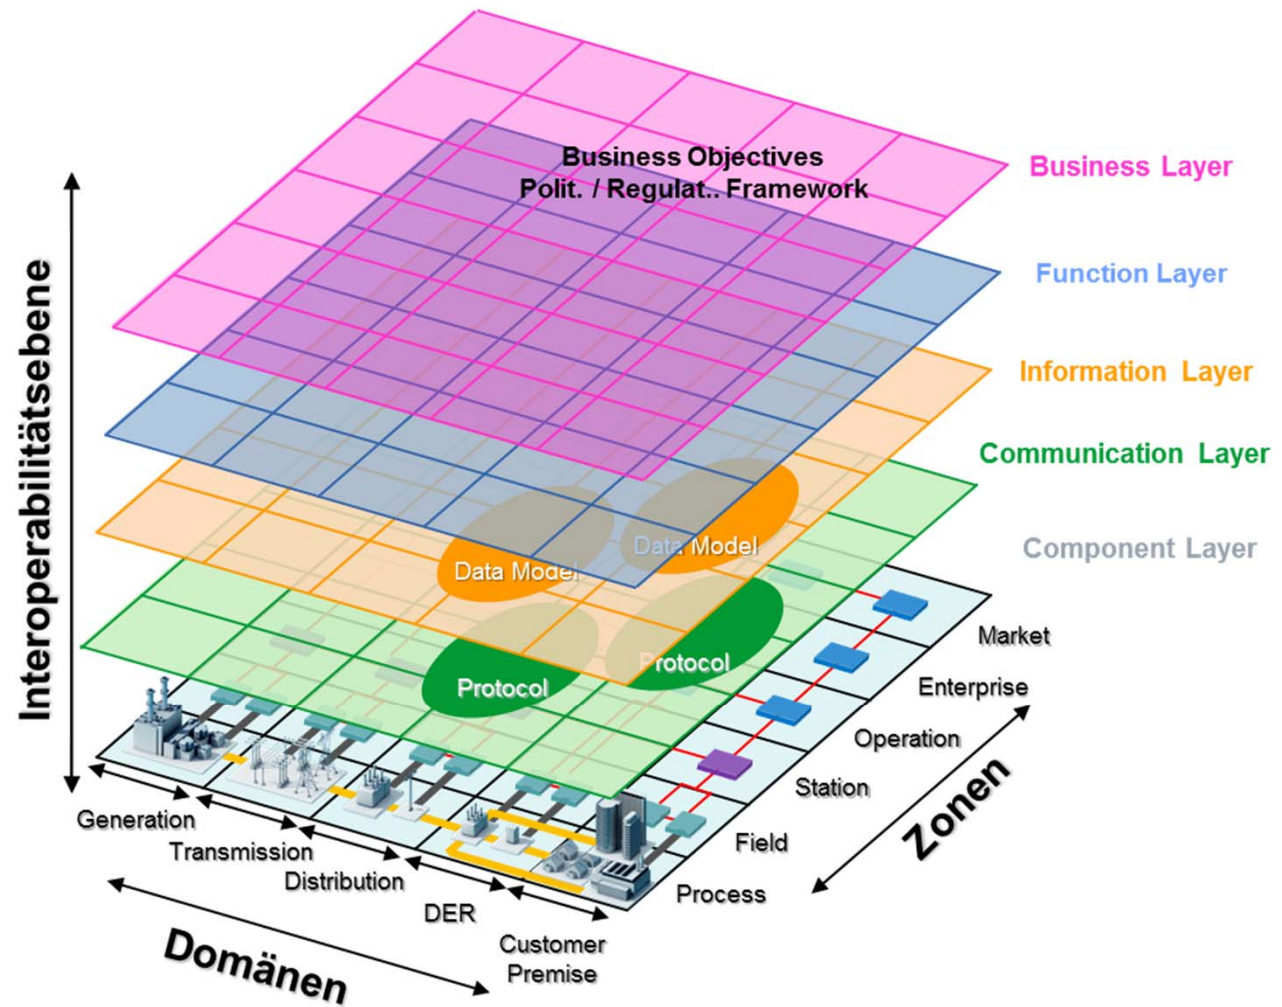 Business Objectives
Polit. / Regulat.. Framework
Business Layer
Function Layer
Information Layer
Communication Layer
Component Layer
Interoperabilitätsebene
Data Model
Data Model
Protocol
Protocol
Market
Enterprise
Operation
Station
Field
Process
Zonen
Generation
Transmission
Distribution
DER
Customer
Premise
Domänen